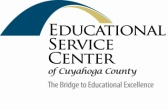 EDUCATIONAL
SERVICE
CENTER
of Cuyahoga County
The Bridge to Educational Excellence